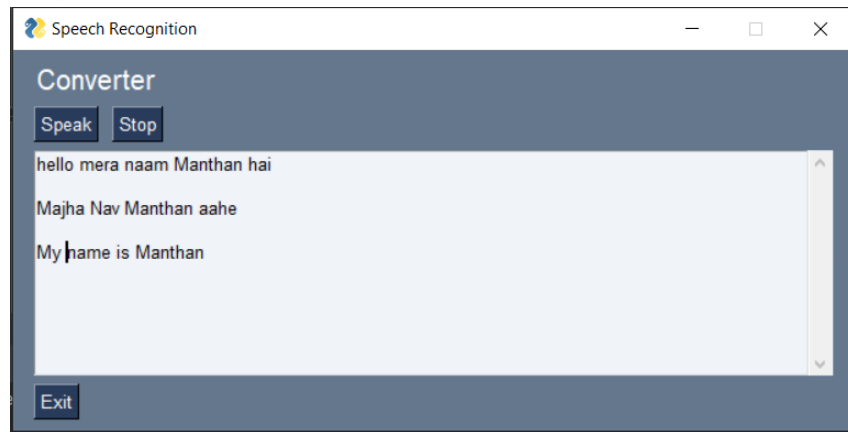 Speech Recognition
Converter
Speak Stop
hello mera naam Manthan hai
Majha Nav Manthan aahe
My name is Manthan
Exit